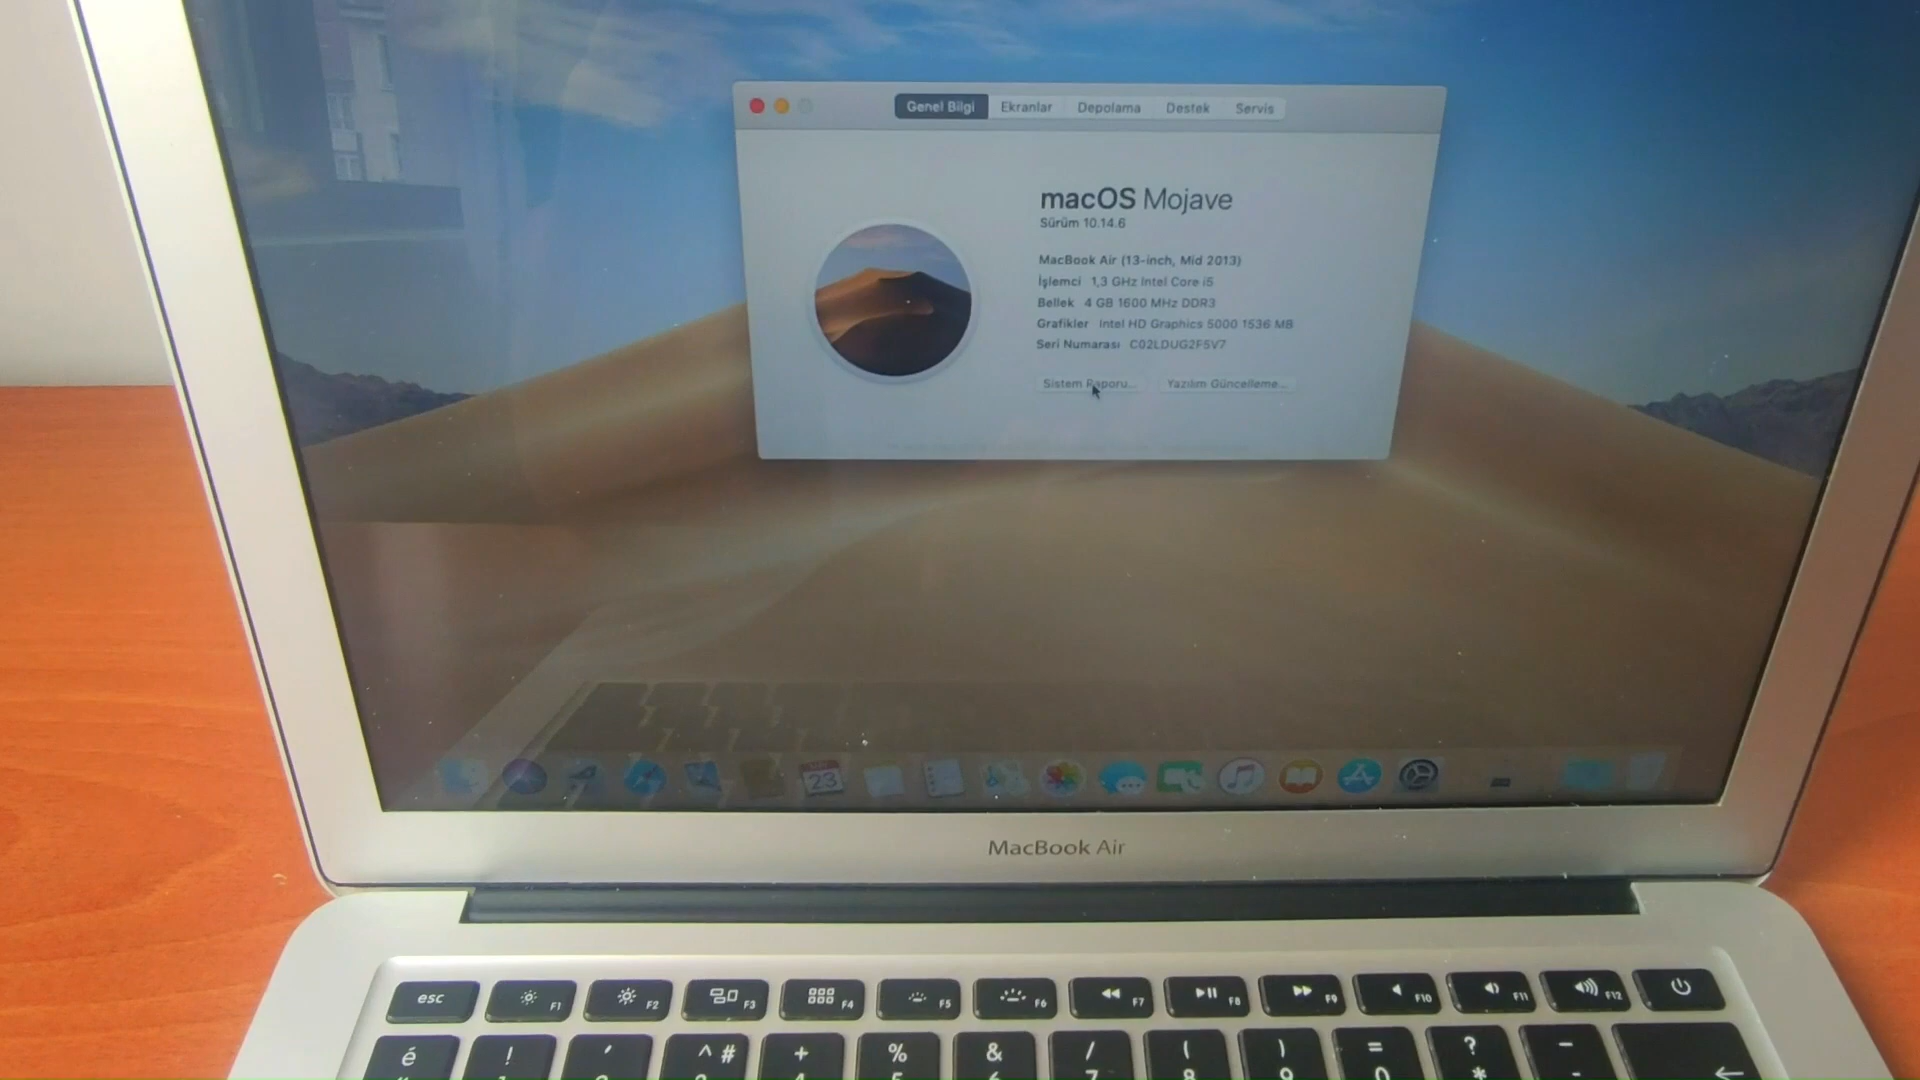 Genel Bilgi Ekranlar Depolama Destek Servis
macOS Mojave
Sürüm 10.14.6
MacBook Air (13-inch, Mid 2013)
İşlemci 1,3 GHz Intel Core i5
Bellek 4 GB 1600 MHz DDR3
Grafikler Intel HD Graphics 5000 1536 MB
Seri Numarası C02LDUG2F5V7
Sistem Raporu... Yazılım Güncelleme...
23
MacBook Air
esc F1 F2 F3 F4 F5 F6 F7 F8 F9 F10 F11 F12
é ! ' ^ # + % & / ( ) = ? -